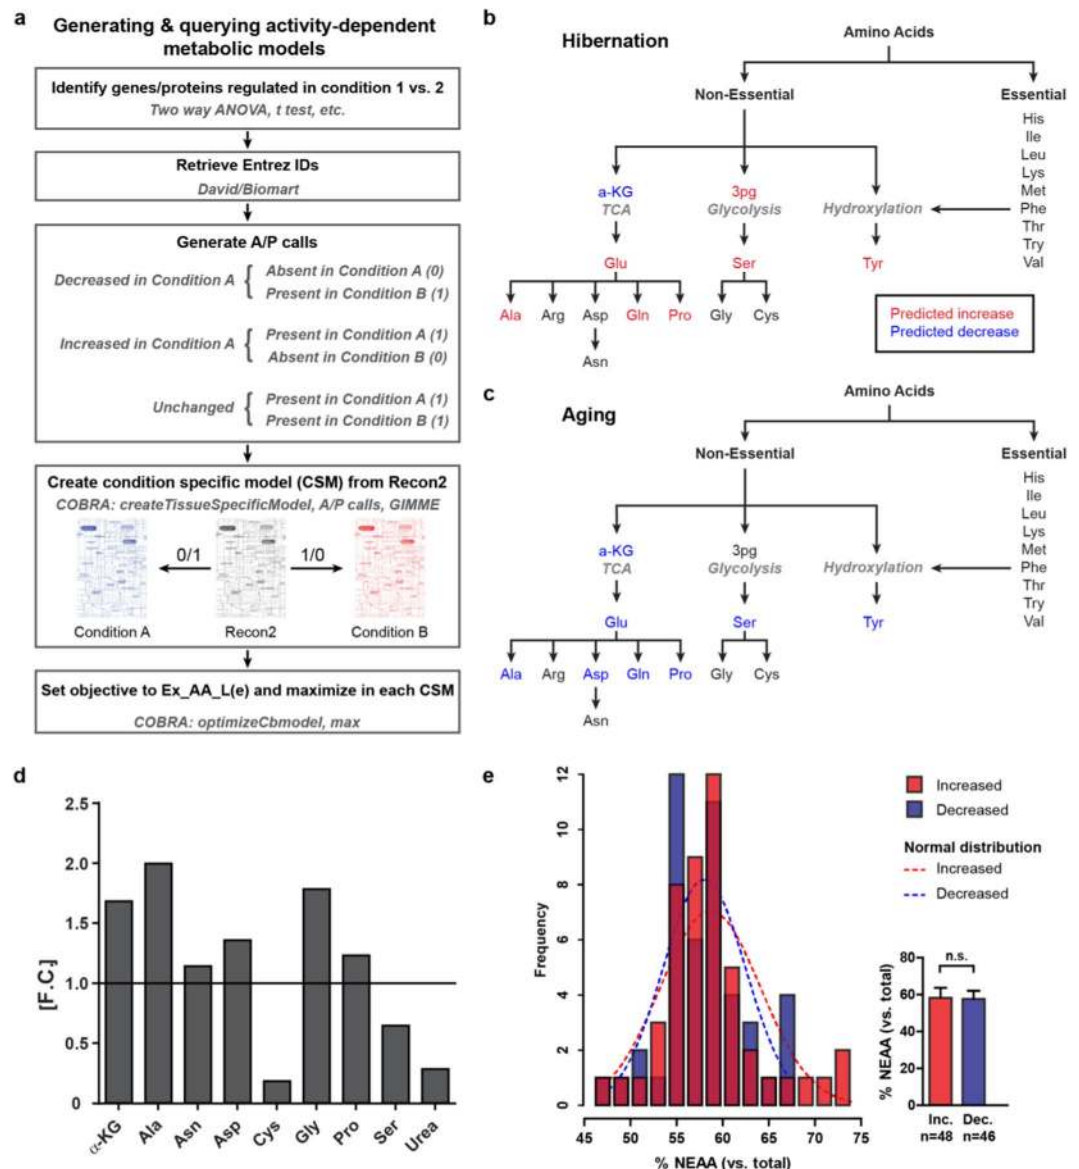 a
Generating & querying activity-dependent
metabolic models
Identify genes/proteins regulated in condition 1 vs. 2
Two way ANOVA, t test, etc.
Retrieve Entrez IDs
David/Biomart
Generate A/P calls
Decreased in Condition A { Absent in Condition A (0)
Present in Condition B (1)
Increased in Condition A { Present in Condition A (1)
Absent in Condition B (0)
Unchanged { Present in Condition A (1)
Present in Condition B (1)
Create condition specific model (CSM) from Recon2
COBRA: createTissueSpecificModel, A/P calls, GIMME
0/1 1/0
Condition A Recon2 Condition B
Set objective to Ex_AA_L(e) and maximize in each CSM
COBRA: optimizeCbmodel, max
b
Hibernation
Amino Acids
Non-Essential Essential
His
Ile
Leu
Lys
Met
Phe
Thr
Try
Val
a-KG 3pg
TCA Glycolysis Hydroxylation
Glu Ser Tyr
Ala Arg Asp Gln Pro Gly Cys
Asn
Predicted increase
Predicted decrease
c
Aging
Amino Acids
Non-Essential Essential
His
Ile
Leu
Lys
Met
Phe
Thr
Try
Val
a-KG 3pg
TCA Glycolysis Hydroxylation
Glu Ser Tyr
Ala Arg Asp Gln Pro Gly Cys
Asn
d
[F.C.]
2.5
2.0
1.5
1.0
0.5
0
α-KG Ala Asn Asp Cys Gly Pro Ser Urea
e
Frequency
12
10
8
6
4
2
0
45 50 55 60 65 70 75
% NEAA (vs. total)
Increased
Decreased
Normal distribution
Increased
Decreased
% NEAA (vs. total)
80
60
40
20
0
n.s.
Inc. Dec.
n=48 n=46